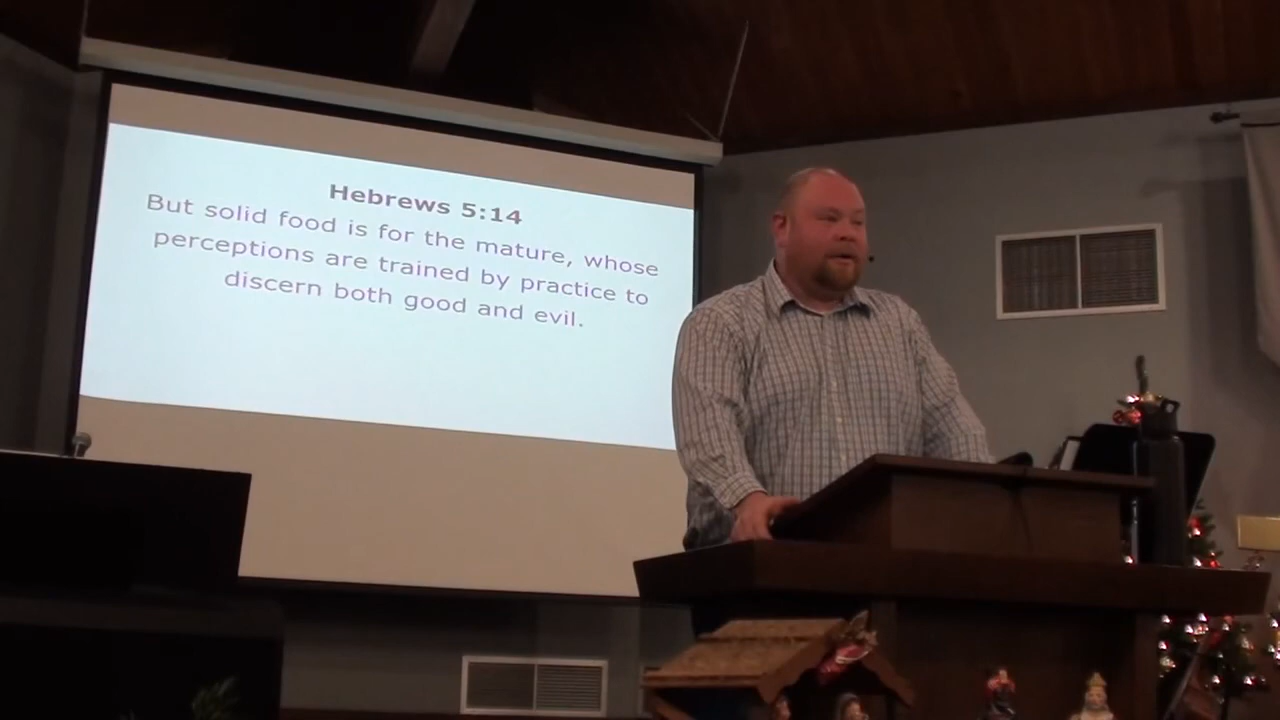 Hebrews 5:14
But solid food is for the mature, whose
perceptions are trained by practice to
discern both good and evil.